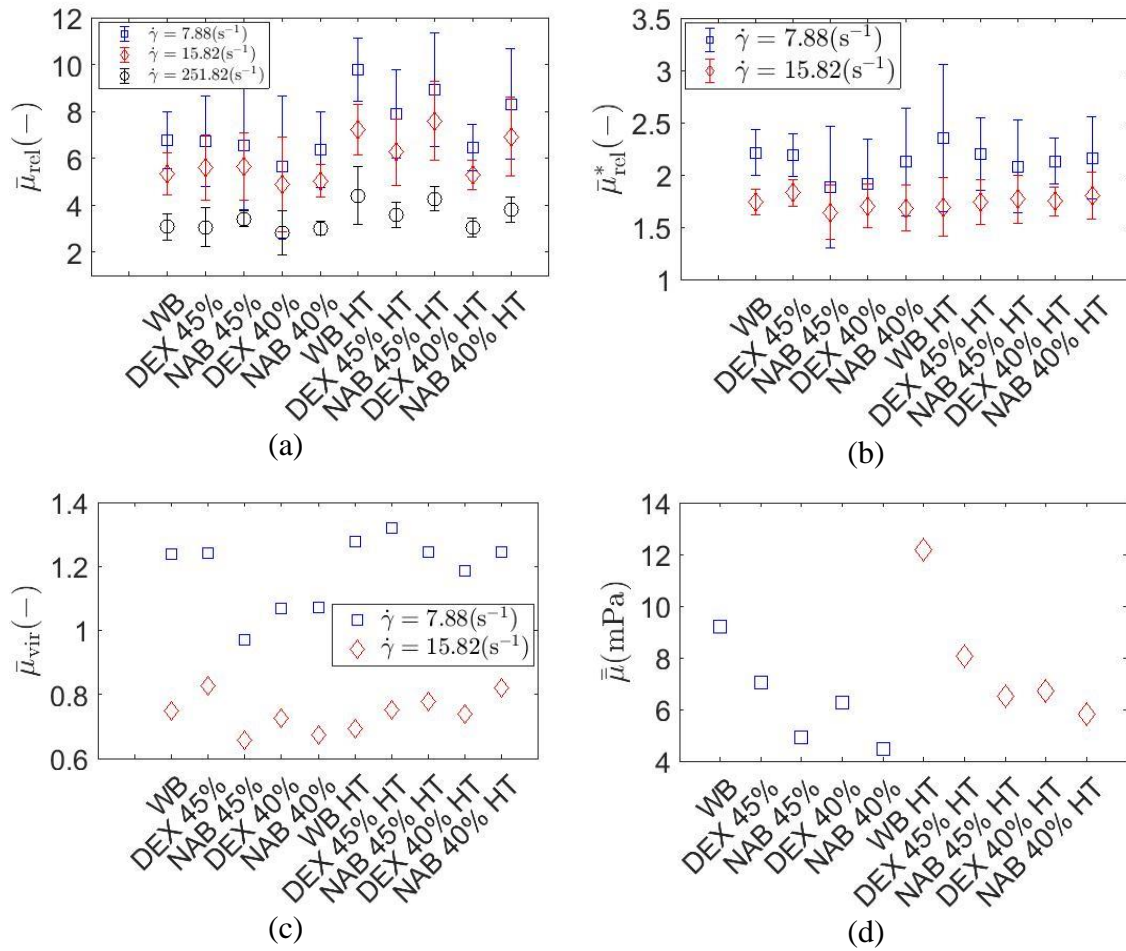 12
10
8
6
4
2
μ̄rel(−)
γ̇ = 7.88(s⁻¹)
γ̇ = 15.82(s⁻¹)
γ̇ = 251.82(s⁻¹)
WB
DEX 45%
NAB 45%
DEX 40%
NAB 40%
WB HT
DEX 45% HT
NAB 45% HT
DEX 40% HT
NAB 40% HT
(a)
3.5
3
2.5
2
1.5
1
μ̄*rel(−)
γ̇ = 7.88(s⁻¹)
γ̇ = 15.82(s⁻¹)
WB
DEX 45%
NAB 45%
DEX 40%
NAB 40%
WB HT
DEX 45% HT
NAB 45% HT
DEX 40% HT
NAB 40% HT
(b)
1.4
1.2
1
0.8
0.6
μ̄vir(−)
γ̇ = 7.88(s⁻¹)
γ̇ = 15.82(s⁻¹)
WB
DEX 45%
NAB 45%
DEX 40%
NAB 40%
WB HT
DEX 45% HT
NAB 45% HT
DEX 40% HT
NAB 40% HT
(c)
14
12
10
8
6
4
μ̿(mPa)
WB
DEX 45%
NAB 45%
DEX 40%
NAB 40%
WB HT
DEX 45% HT
NAB 45% HT
DEX 40% HT
NAB 40% HT
(d)